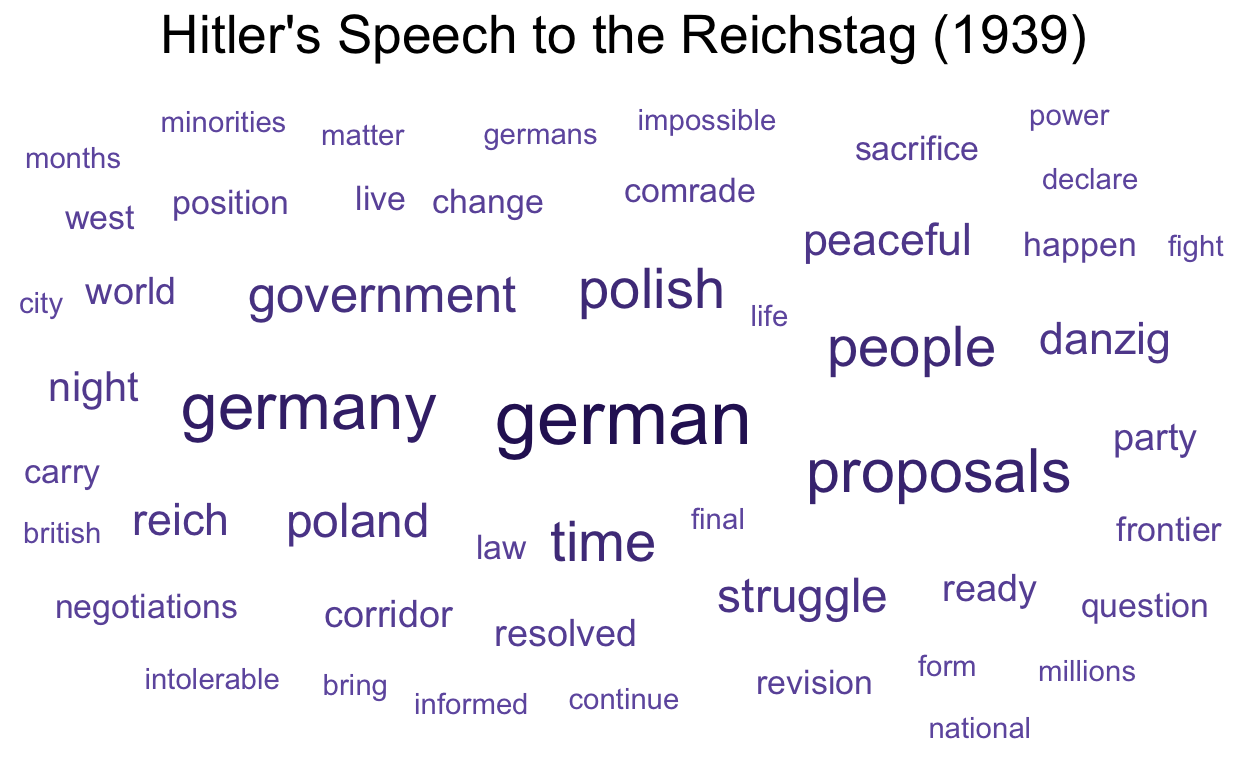 Hitler's Speech to the Reichstag (1939)
minorities matter germans impossible power
months sacrifice
west position live change comrade declare
peaceful happen fight
city world government polish life
people danzig
night germany german
party
carry proposals
british reich poland law time final frontier
negotiations corridor resolved struggle ready question
intolerable bring informed continue revision form millions
national